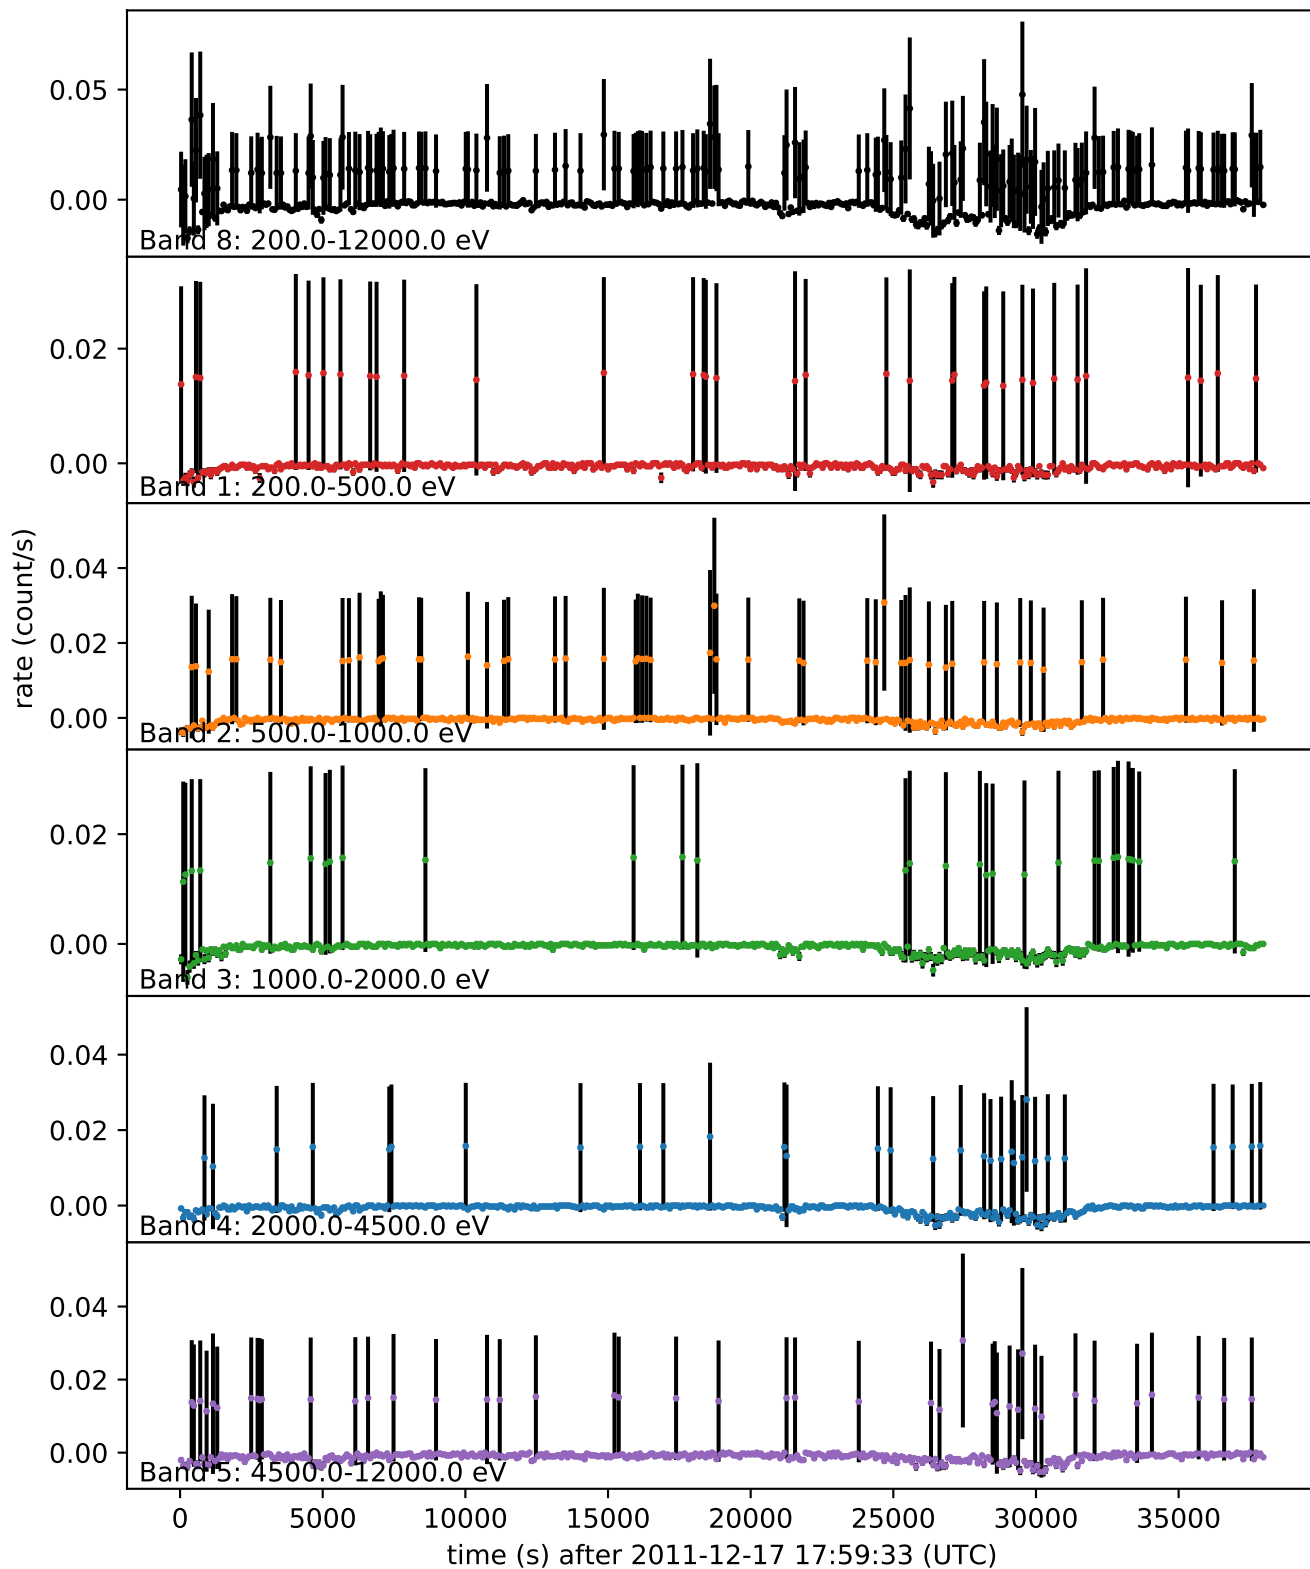 0.05
0.00
Band 8: 200.0-12000.0 eV
0.02
0.00
Band 1: 200.0-500.0 eV
rate (count/s)
0.04
0.02
0.00
Band 2: 500.0-1000.0 eV
0.02
0.00
Band 3: 1000.0-2000.0 eV
0.04
0.02
0.00
Band 4: 2000.0-4500.0 eV
0.04
0.02
0.00
Band 5: 4500.0-12000.0 eV
0 5000 10000 15000 20000 25000 30000 35000
time (s) after 2011-12-17 17:59:33 (UTC)